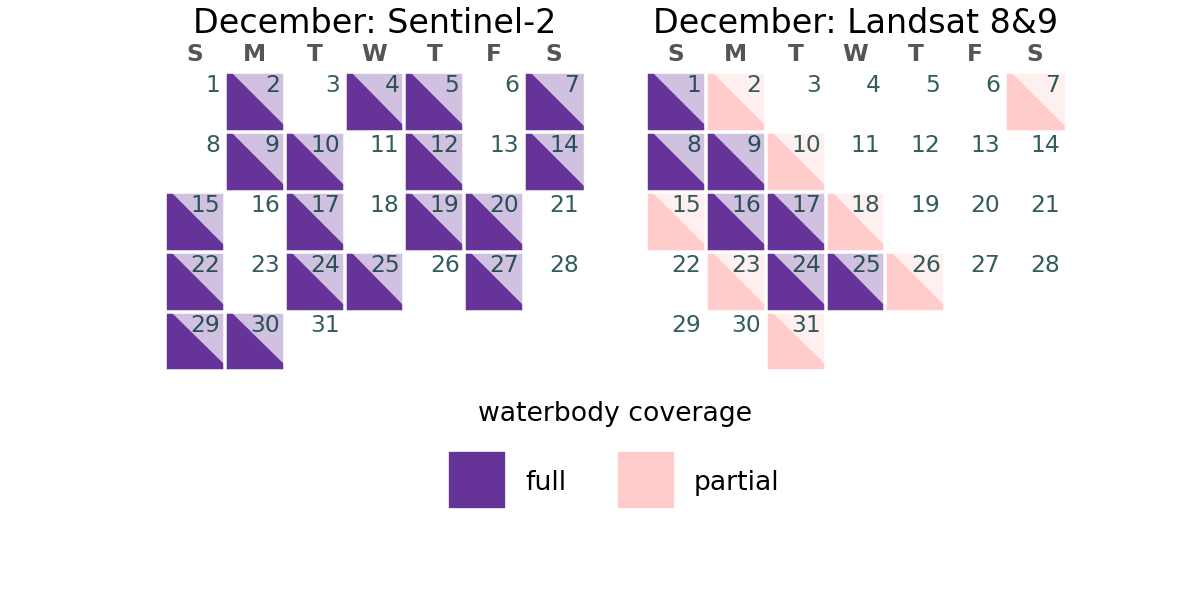 December: Sentinel-2
S M T W T F S
1 2 3 4 5 6 7
8 9 10 11 12 13 14
15 16 17 18 19 20 21
22 23 24 25 26 27 28
29 30 31
December: Landsat 8&9
S M T W T F S
1 2 3 4 5 6 7
8 9 10 11 12 13 14
15 16 17 18 19 20 21
22 23 24 25 26 27 28
29 30 31
waterbody coverage
full
partial